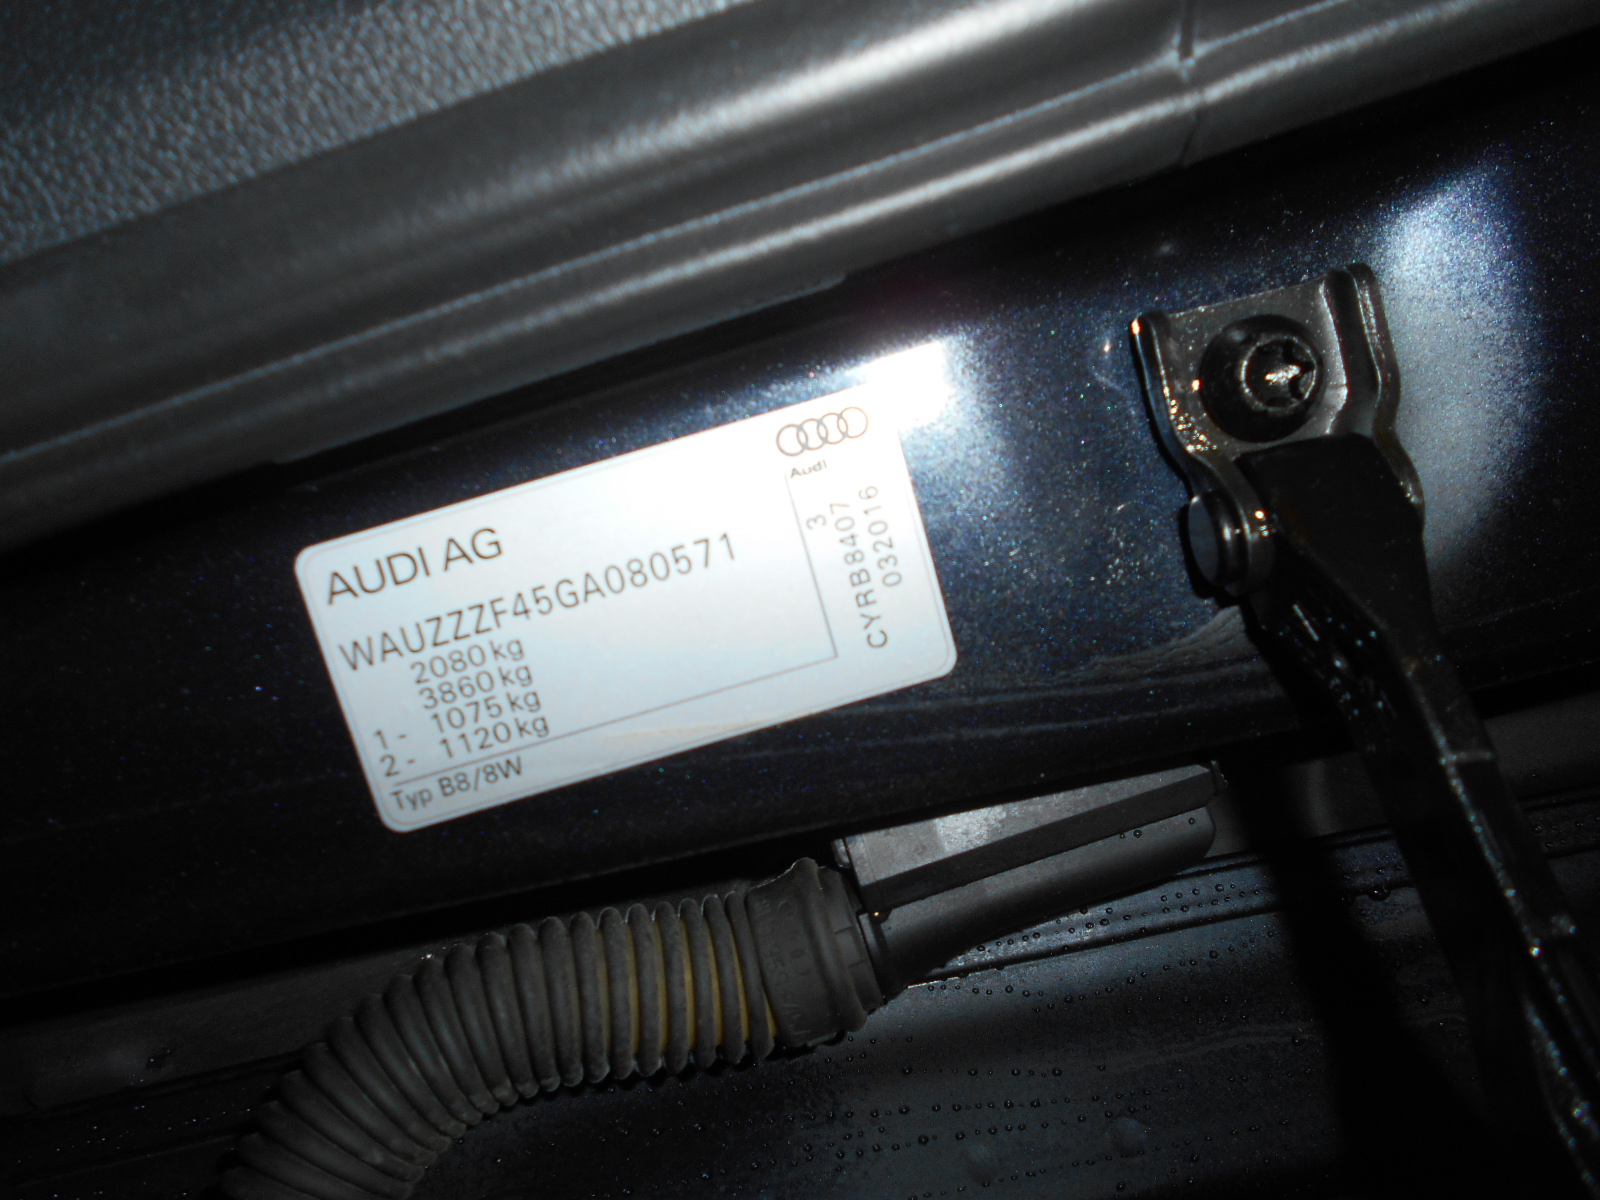 Audi
AUDI AG
WAUZZZF45GA080571
2080 kg
3860 kg
1 - 1075 kg
2 - 1120 kg
Typ B8/8W
3
CYRB8407
032016